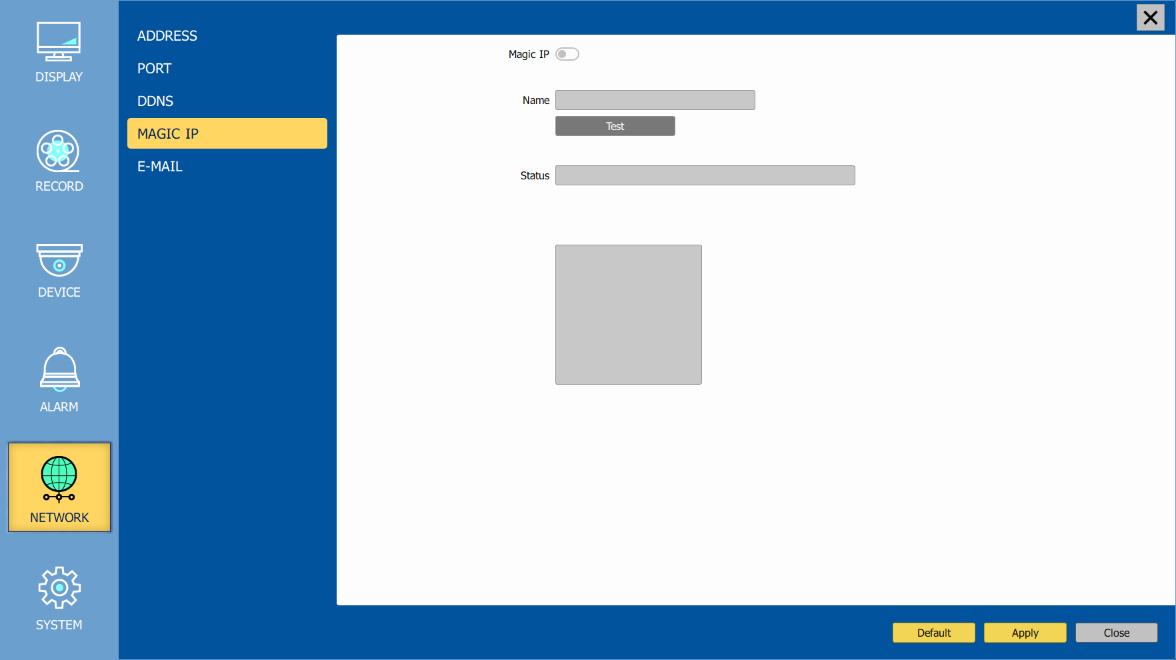 DISPLAY
RECORD
DEVICE
ALARM
NETWORK
SYSTEM
ADDRESS
PORT
DDNS
MAGIC IP
E-MAIL
Magic IP
Name
Test
Status
Default
Apply
Close